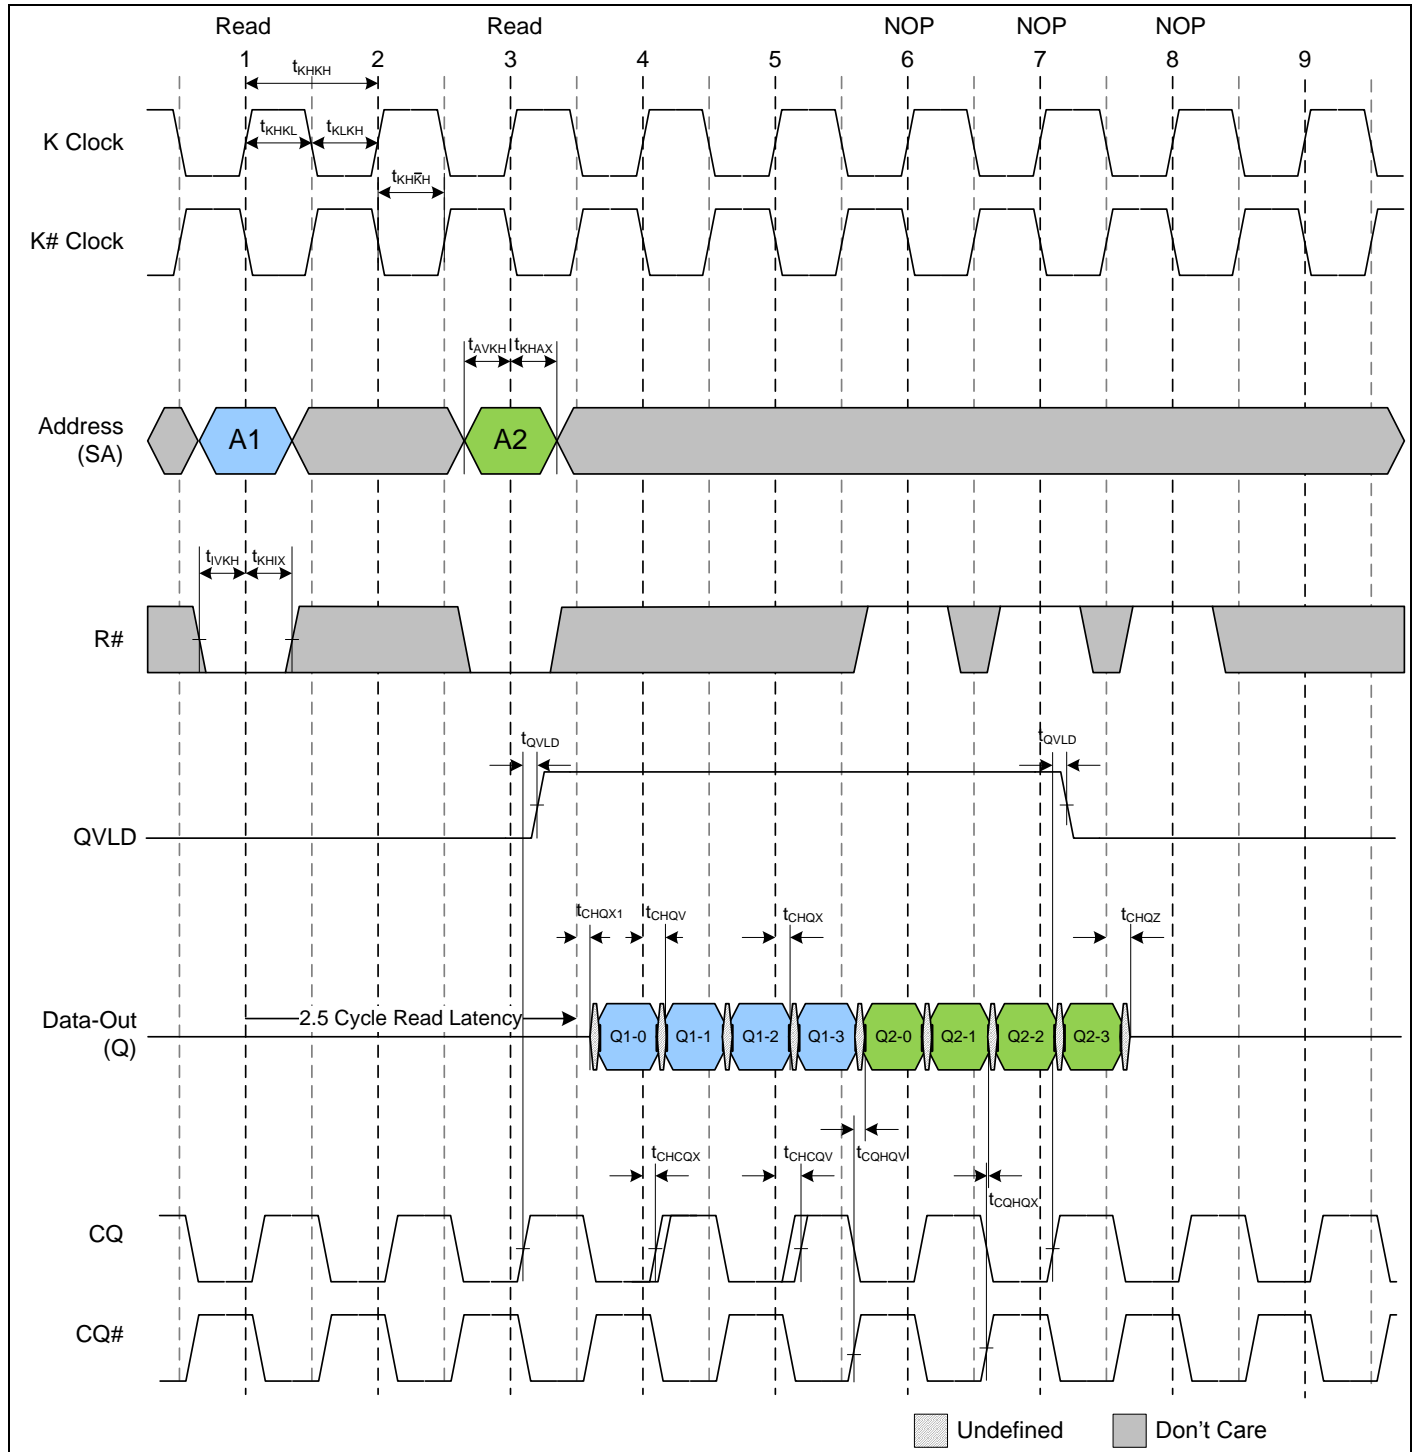 Read Read NOP NOP NOP
1 2 3 4 5 6 7 8 9
tKHKH
K Clock
tKHKL tKLKH
tKHK̅H
K# Clock
tAVKH tKHAX
Address
(SA)
A1 A2
tIVKH tKHIX
R#
tQVLD tQVLD
QVLD
tCHQX1 tCHQV tCHQX tCHQZ
Data-Out
(Q)
2.5 Cycle Read Latency
Q1-0 Q1-1 Q1-2 Q1-3 Q2-0 Q2-1 Q2-2 Q2-3
tCHCQX tCHCQV tCQHQV
tCQHQX
CQ
CQ#
Undefined Don't Care